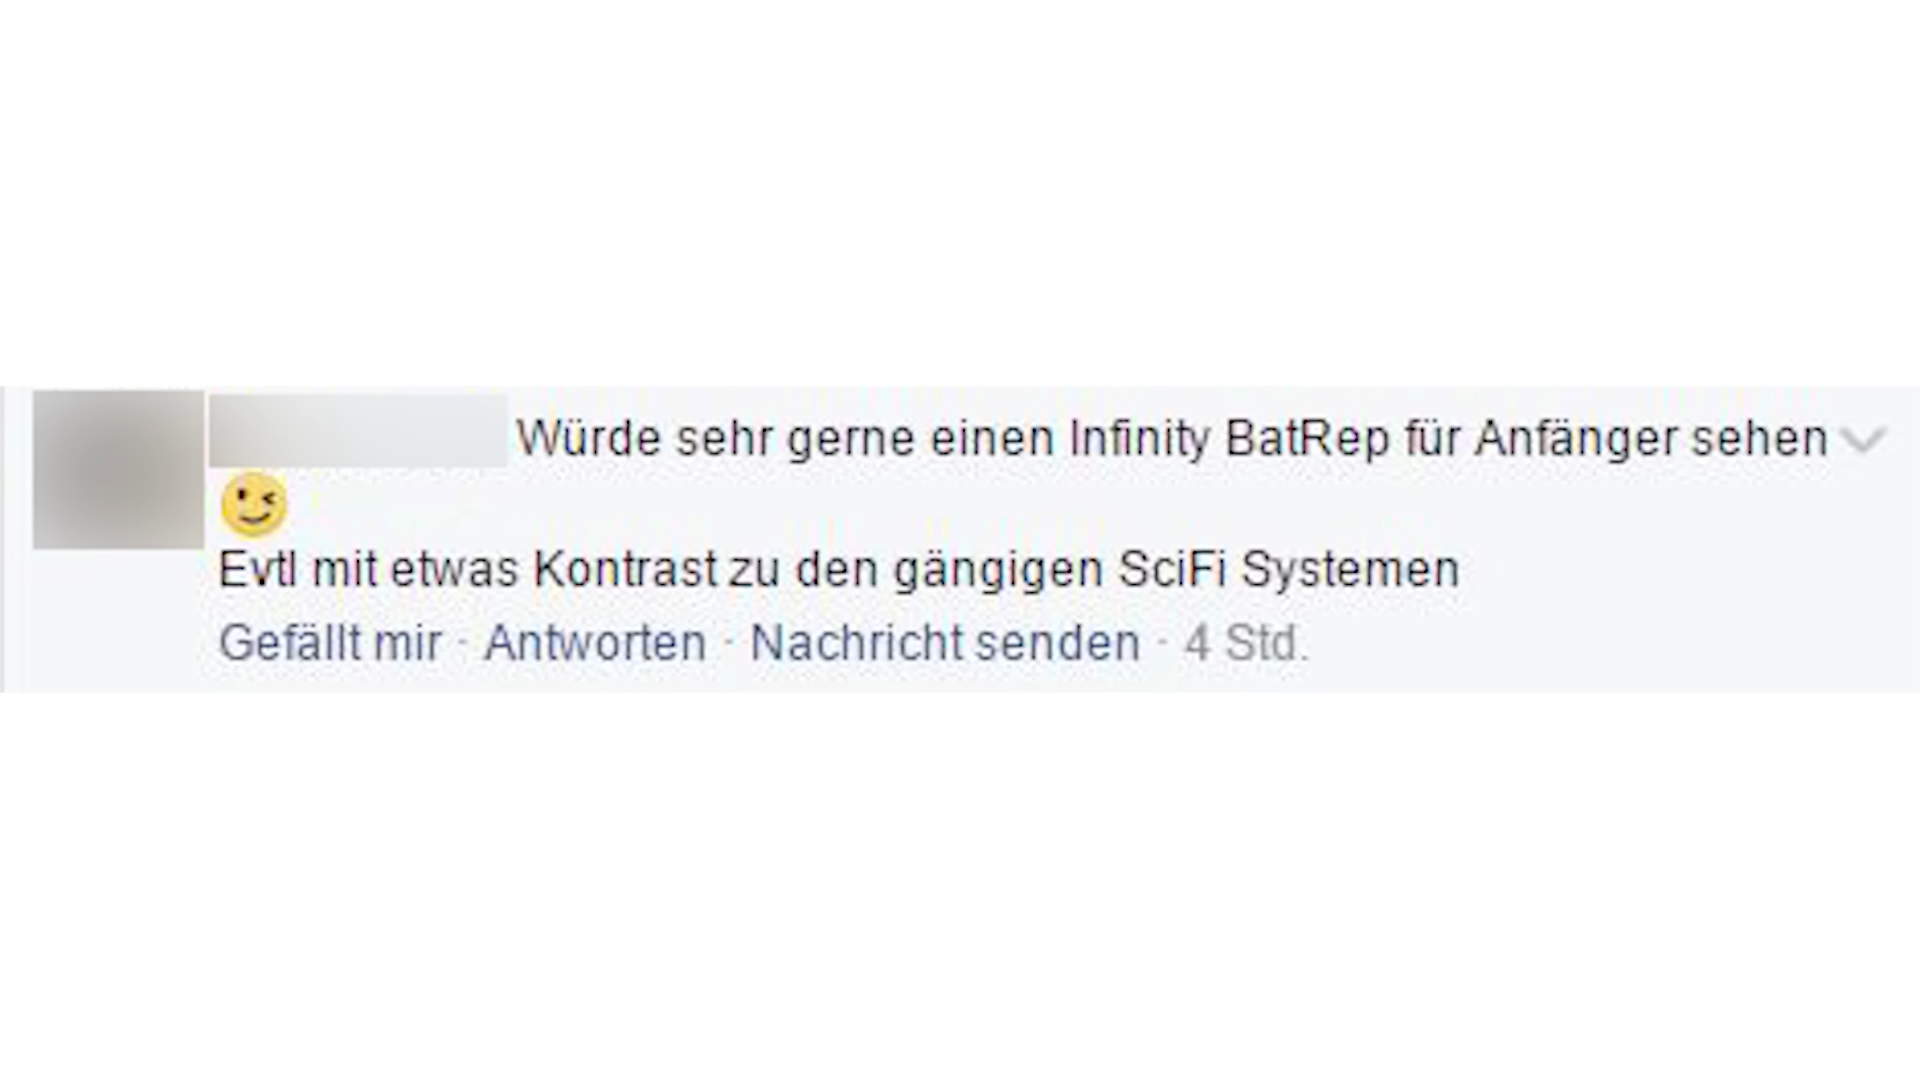 Würde sehr gerne einen Infinity BatRep für Anfänger sehen
😉
Evtl mit etwas Kontrast zu den gängigen SciFi Systemen
Gefällt mir · Antworten · Nachricht senden · 4 Std.